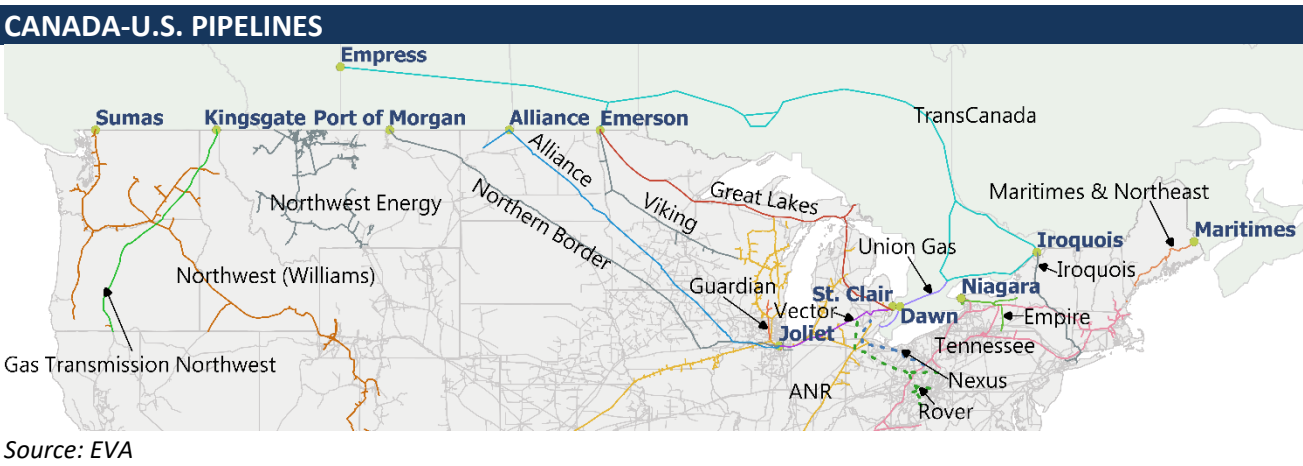 CANADA-U.S. PIPELINES
Empress
Sumas
Kingsgate
Port of Morgan
Alliance
Emerson
TransCanada
Alliance
Northwest Energy
Northern Border
Viking
Great Lakes
Maritimes & Northeast
Maritimes
Iroquois
Iroquois
Union Gas
Northwest (Williams)
Guardian
St. Clair
Niagara
Vector
Dawn
Empire
Joliet
Tennessee
Gas Transmission Northwest
ANR
Nexus
Rover
Source: EVA